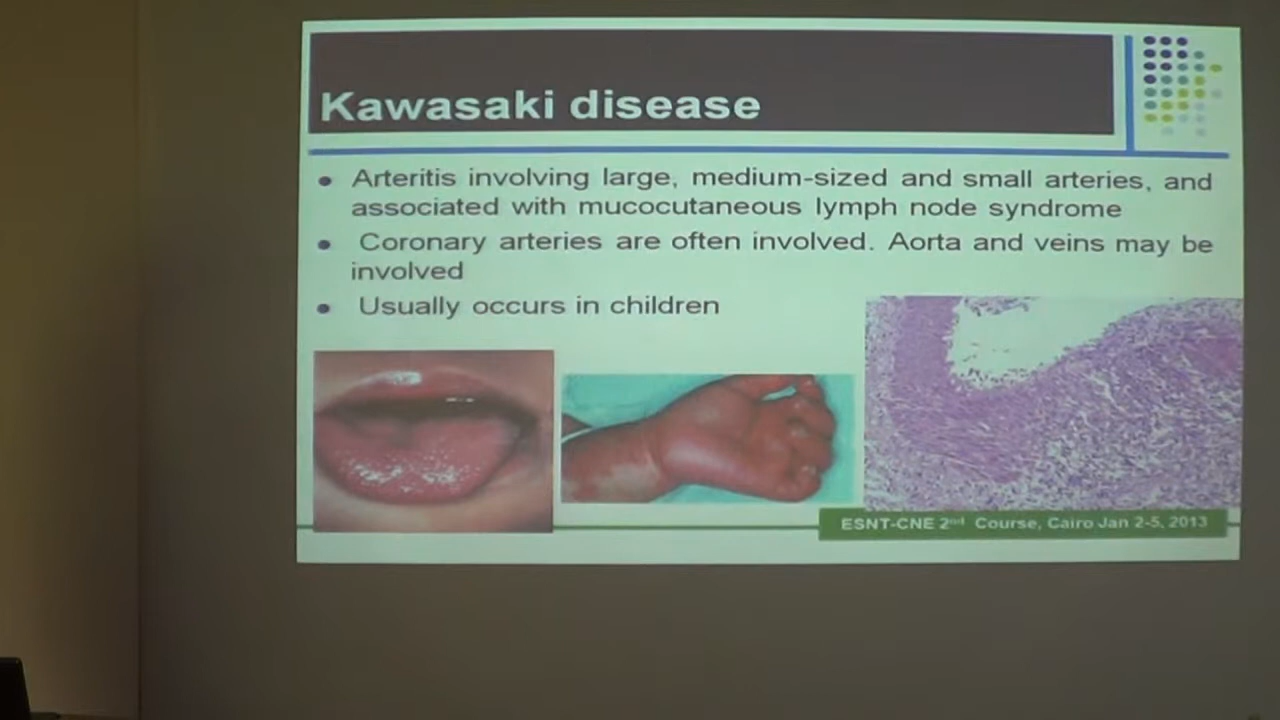 Kawasaki disease
Arteritis involving large, medium-sized and small arteries, and
associated with mucocutaneous lymph node syndrome
Coronary arteries are often involved. Aorta and veins may be
involved
Usually occurs in children
ESNT-CNE 2nd Course, Cairo Jan 2-5, 2013